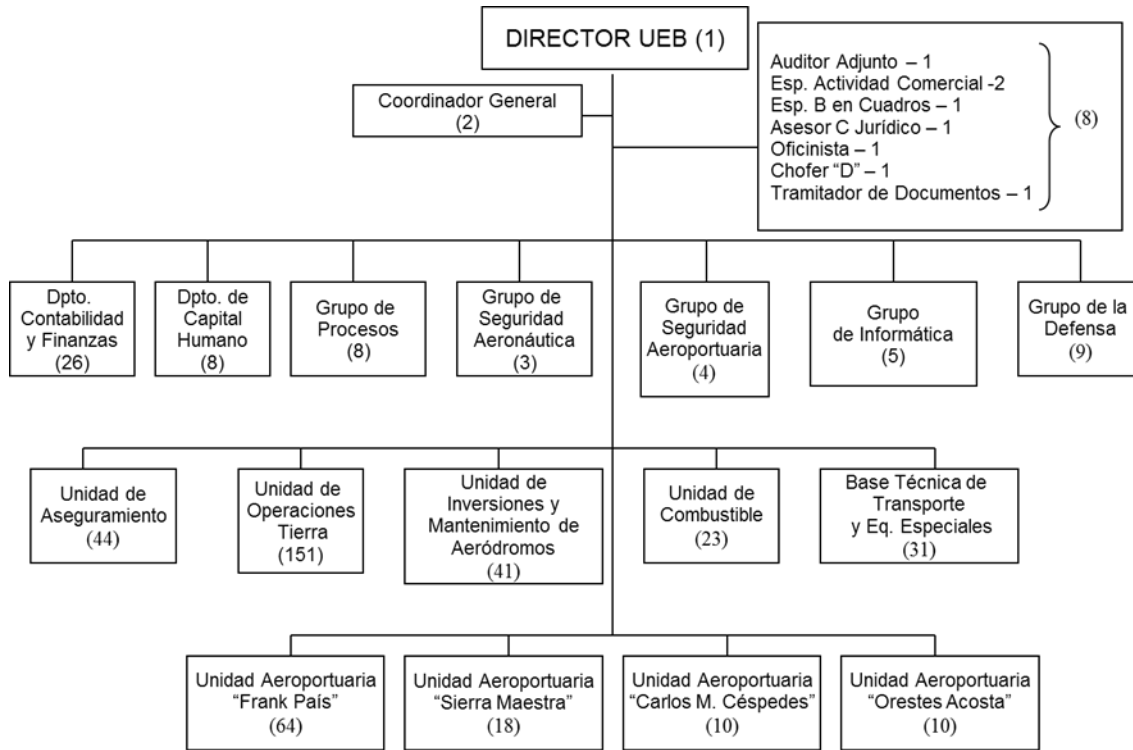 DIRECTOR UEB (1)
Auditor Adjunto – 1
Esp. Actividad Comercial -2
Esp. B en Cuadros – 1
Asesor C Jurídico – 1
Oficinista – 1
Chofer “D” – 1
Tramitador de Documentos – 1
(8)
Coordinador General
(2)
Dpto.
Contabilidad
y Finanzas
(26)
Dpto. de
Capital
Humano
(8)
Grupo de
Procesos
(8)
Grupo de
Seguridad
Aeronáutica
(3)
Grupo de
Seguridad
Aeroportuaria
(4)
Grupo
de Informática
(5)
Grupo de la
Defensa
(9)
Unidad de
Aseguramiento
(44)
Unidad de
Operaciones
Tierra
(151)
Unidad de
Inversiones y
Mantenimiento de
Aeródromos
(41)
Unidad de
Combustible
(23)
Base Técnica de
Transporte
y Eq. Especiales
(31)
Unidad Aeroportuaria
“Frank País”
(64)
Unidad Aeroportuaria
“Sierra Maestra”
(18)
Unidad Aeroportuaria
“Carlos M. Céspedes”
(10)
Unidad Aeroportuaria
“Orestes Acosta”
(10)